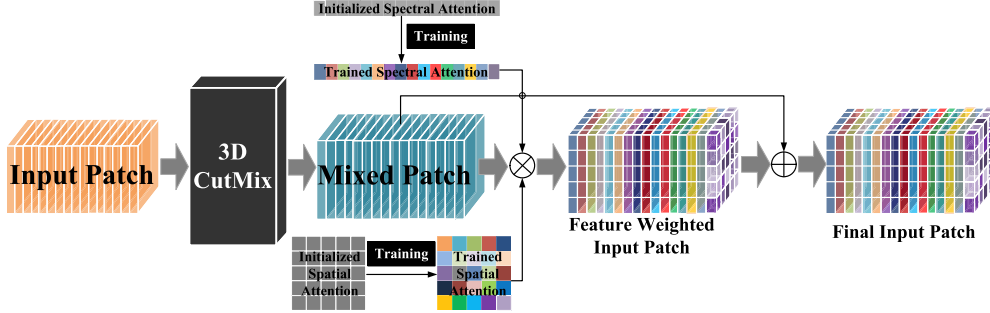 Initialized Spectral Attention
Training
Trained Spectral Attention
Input Patch
3D
CutMix
Mixed Patch
Feature Weighted
Input Patch
Final Input Patch
Initialized
Spatial
Attention
Training
Trained
Spatial
Attention